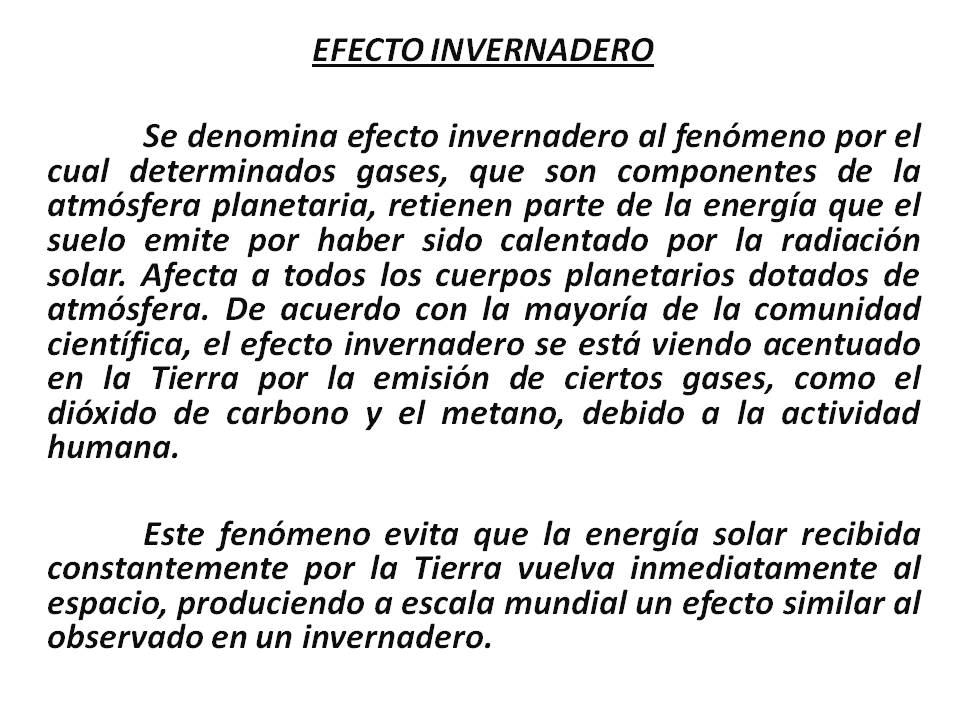 EFECTO INVERNADERO
Se denomina efecto invernadero al fenómeno por el
cual determinados gases, que son componentes de la
atmósfera planetaria, retienen parte de la energía que el
suelo emite por haber sido calentado por la radiación
solar. Afecta a todos los cuerpos planetarios dotados de
atmósfera. De acuerdo con la mayoría de la comunidad
científica, el efecto invernadero se está viendo acentuado
en la Tierra por la emisión de ciertos gases, como el
dióxido de carbono y el metano, debido a la actividad
humana.
Este fenómeno evita que la energía solar recibida
constantemente por la Tierra vuelva inmediatamente al
espacio, produciendo a escala mundial un efecto similar al
observado en un invernadero.